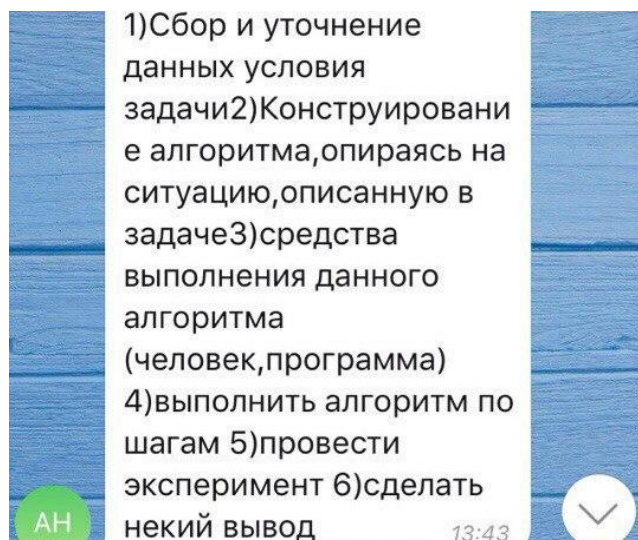 1)Сбор и уточнение
данных условия
задачи2)Конструировани
е алгоритма,опираясь на
ситуацию,описанную в
задаче3)средства
выполнения данного
алгоритма
(человек,программа)
4)выполнить алгоритм по
шагам 5)провести
эксперимент 6)сделать
некий вывод
13:43
АН